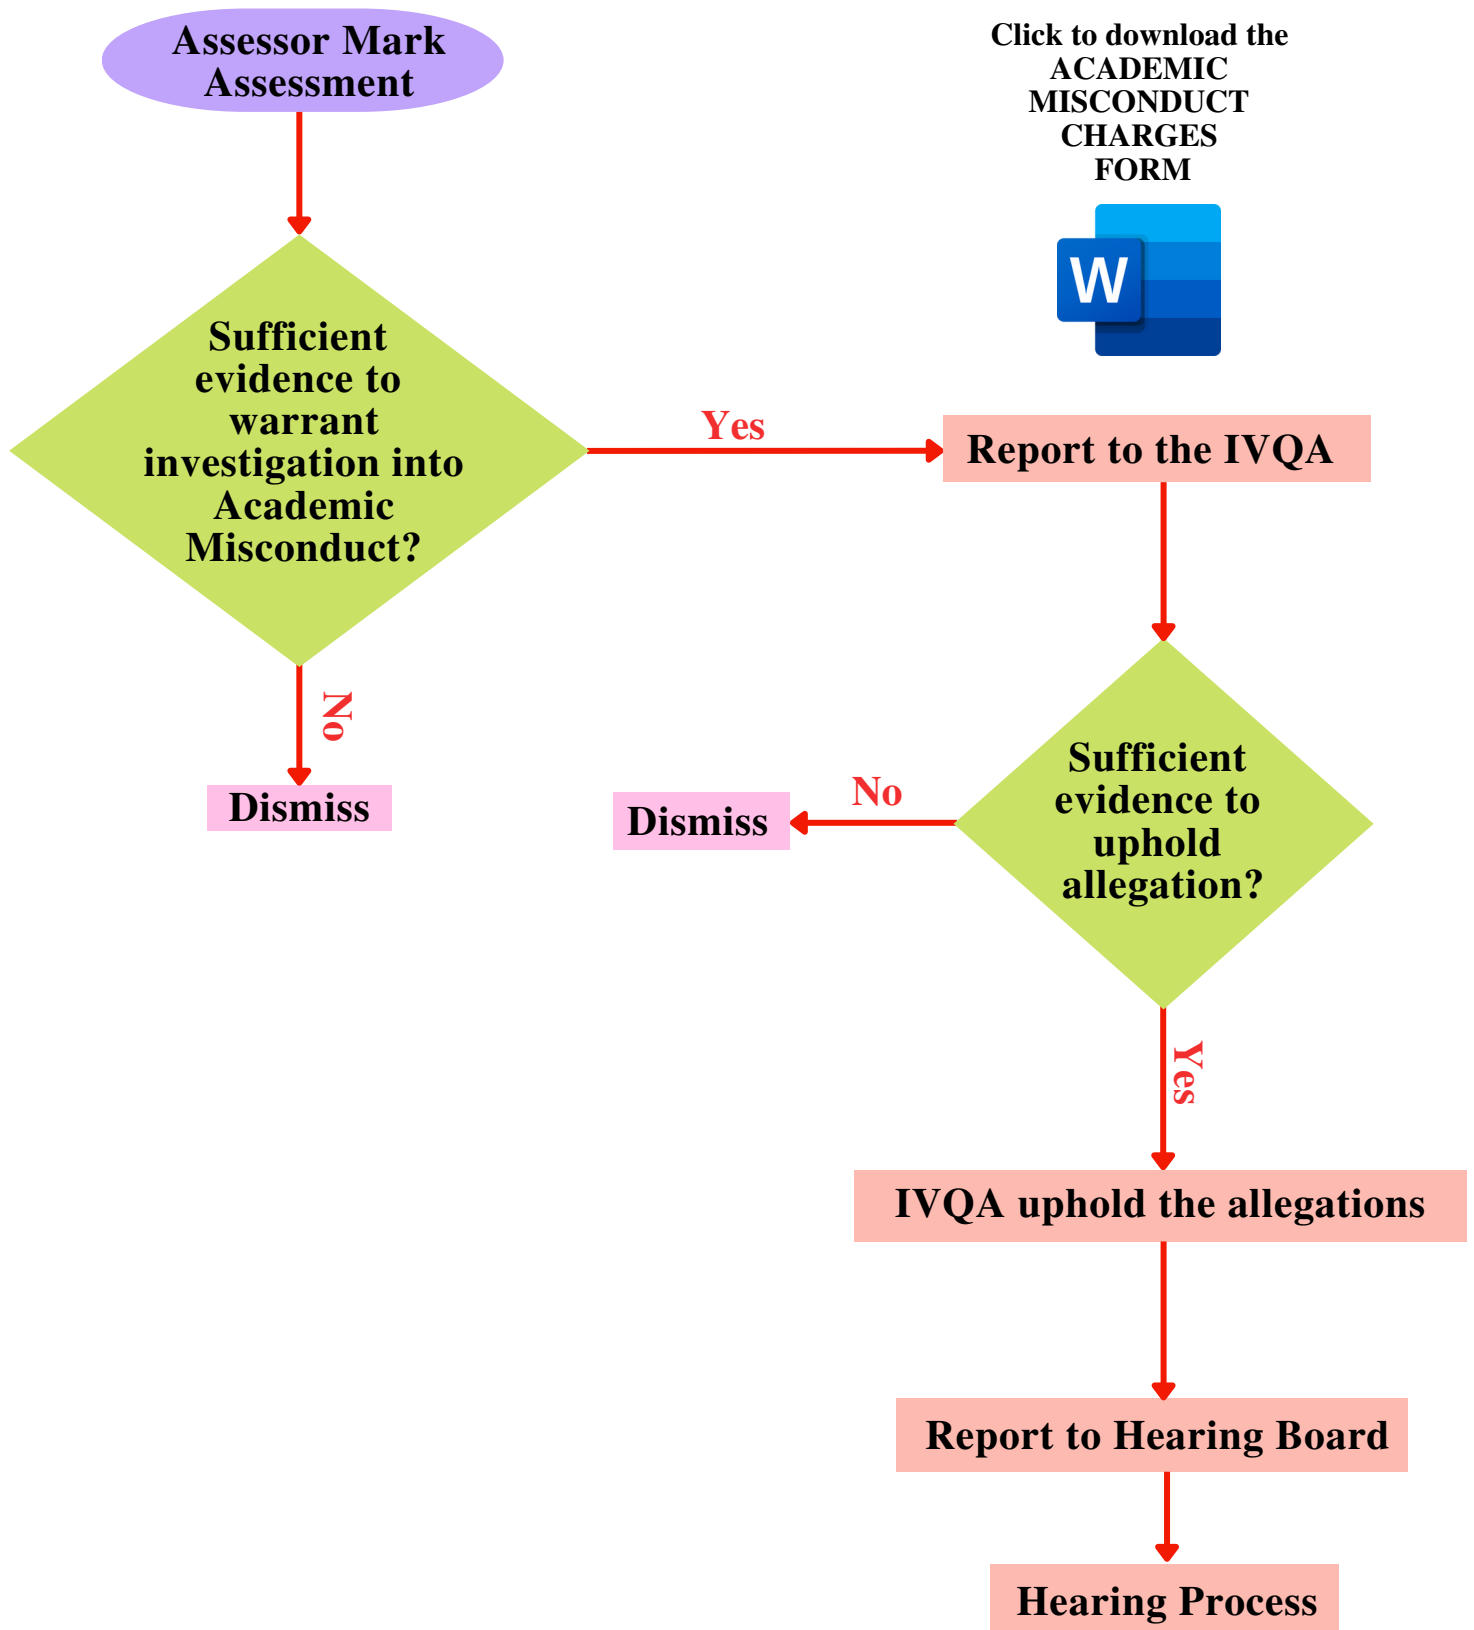 Assessor Mark
Assessment
Click to download the
ACADEMIC
MISCONDUCT
CHARGES
FORM
W
Sufficient
evidence to
warrant
investigation into
Academic
Misconduct?
Yes
Report to the IVQA
No
Dismiss
Sufficient
evidence to
uphold
allegation?
No
Dismiss
Yes
IVQA uphold the allegations
Report to Hearing Board
Hearing Process